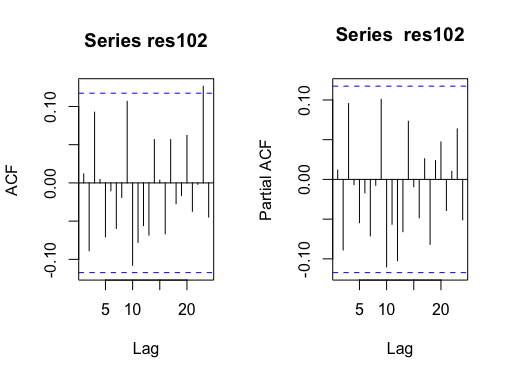 Series res102
ACF
0.10
0.00
-0.10
5 10 20
Lag
Series res102
Partial ACF
0.10
0.00
-0.10
5 10 20
Lag